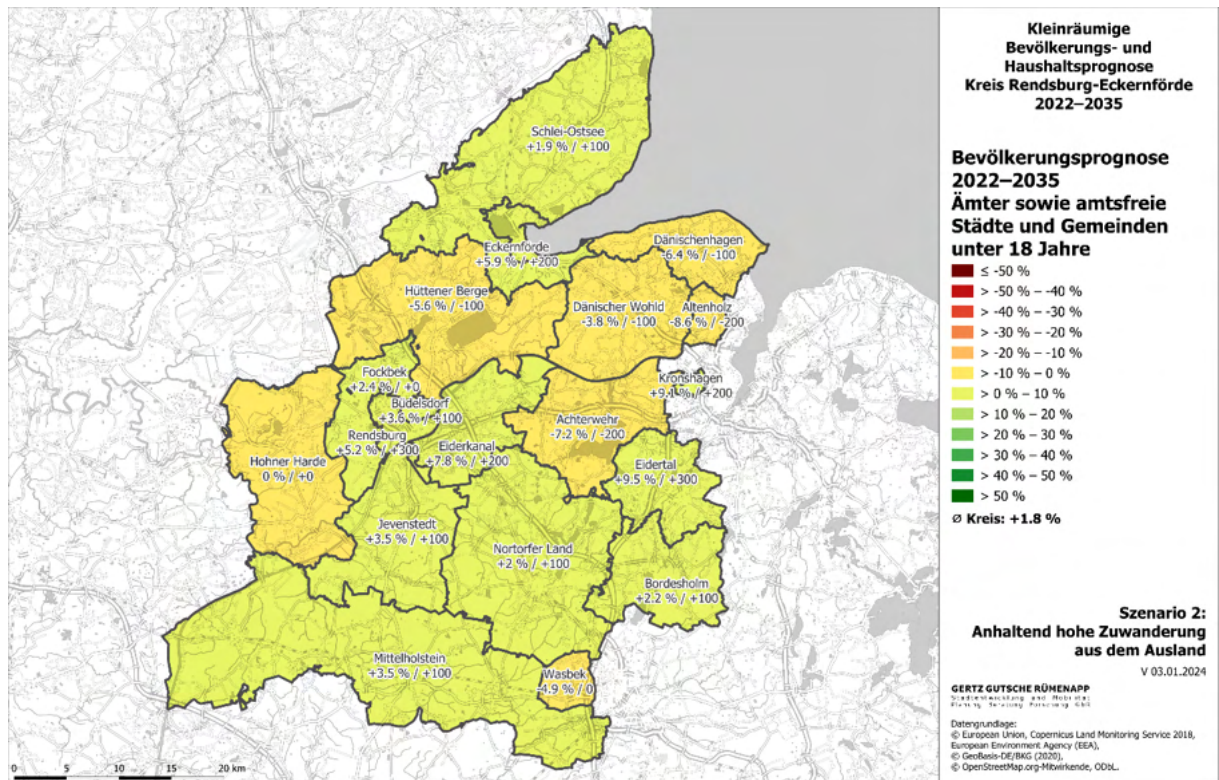 Schlei-Ostsee
+1.9 % / +100
Eckernförde
+5.9 % / +200
Dänischenhagen
-6.4 % / -100
Hüttener Berge
-5.6 % / -100
Dänischer Wohld
-3.8 % / -100
Altenholz
-8.6 % / -200
Fockbek
+2.4 % / +0
Kronshagen
+9.1 % / +200
Büdelsdorf
+3.6 % / +100
Achterwehr
-7.2 % / -200
Rendsburg
+5.2 % / +300
Eiderkanal
+7.8 % / +200
Hohner Harde
0 % / +0
Eidertal
+9.5 % / +300
Jevenstedt
+3.5 % / +100
Nortorfer Land
+2 % / +100
Bordesholm
+2.2 % / +100
Mittelholstein
+3.5 % / +100
Wasbek
-4.9 % / 0
0 5 10 15 20 km
Kleinräumige
Bevölkerungs- und
Haushaltsprognose
Kreis Rendsburg-Eckernförde
2022–2035
Bevölkerungsprognose
2022–2035
Ämter sowie amtsfreie
Städte und Gemeinden
unter 18 Jahre
≤ -50 %
> -50 % – -40 %
> -40 % – -30 %
> -30 % – -20 %
> -20 % – -10 %
> -10 % – 0 %
> 0 % – 10 %
> 10 % – 20 %
> 20 % – 30 %
> 30 % – 40 %
> 40 % – 50 %
> 50 %
Ø Kreis: +1.8 %
Szenario 2:
Anhaltend hohe Zuwanderung
aus dem Ausland
V 03.01.2024
GERTZ GUTSCHE RÜMENAPP
Stadtentwicklung und Mobilität
Planung Beratung Forschung GbR
Datengrundlage:
© European Union, Copernicus Land Monitoring Service 2018,
European Environment Agency (EEA),
© GeoBasis-DE/BKG (2020),
© OpenStreetMap.org-Mitwirkende, ODbL.